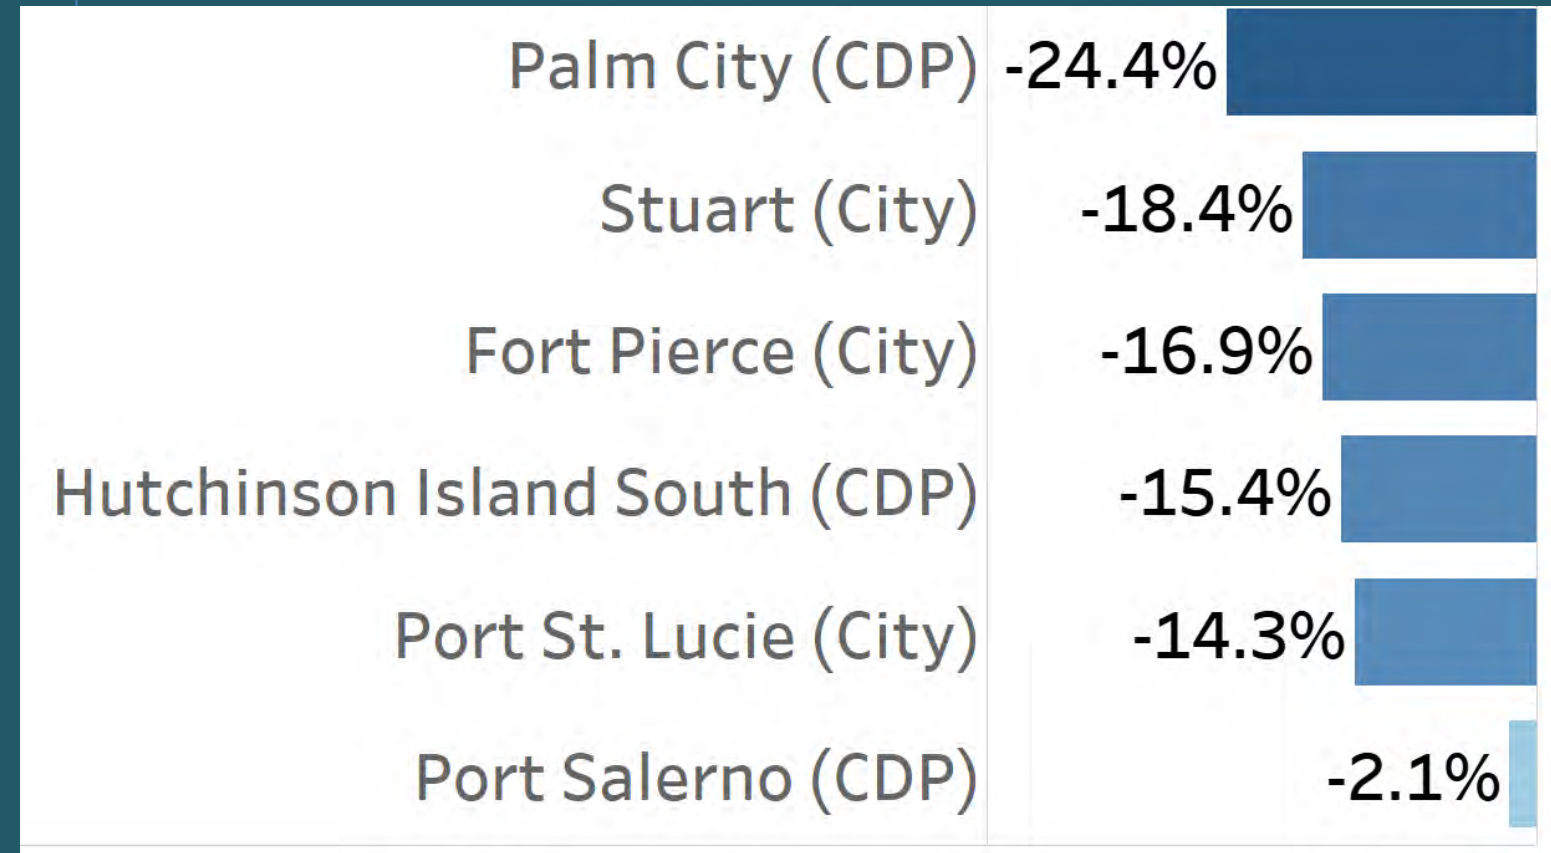 Palm City (CDP) -24.4%
Stuart (City) -18.4%
Fort Pierce (City) -16.9%
Hutchinson Island South (CDP) -15.4%
Port St. Lucie (City) -14.3%
Port Salerno (CDP) -2.1%